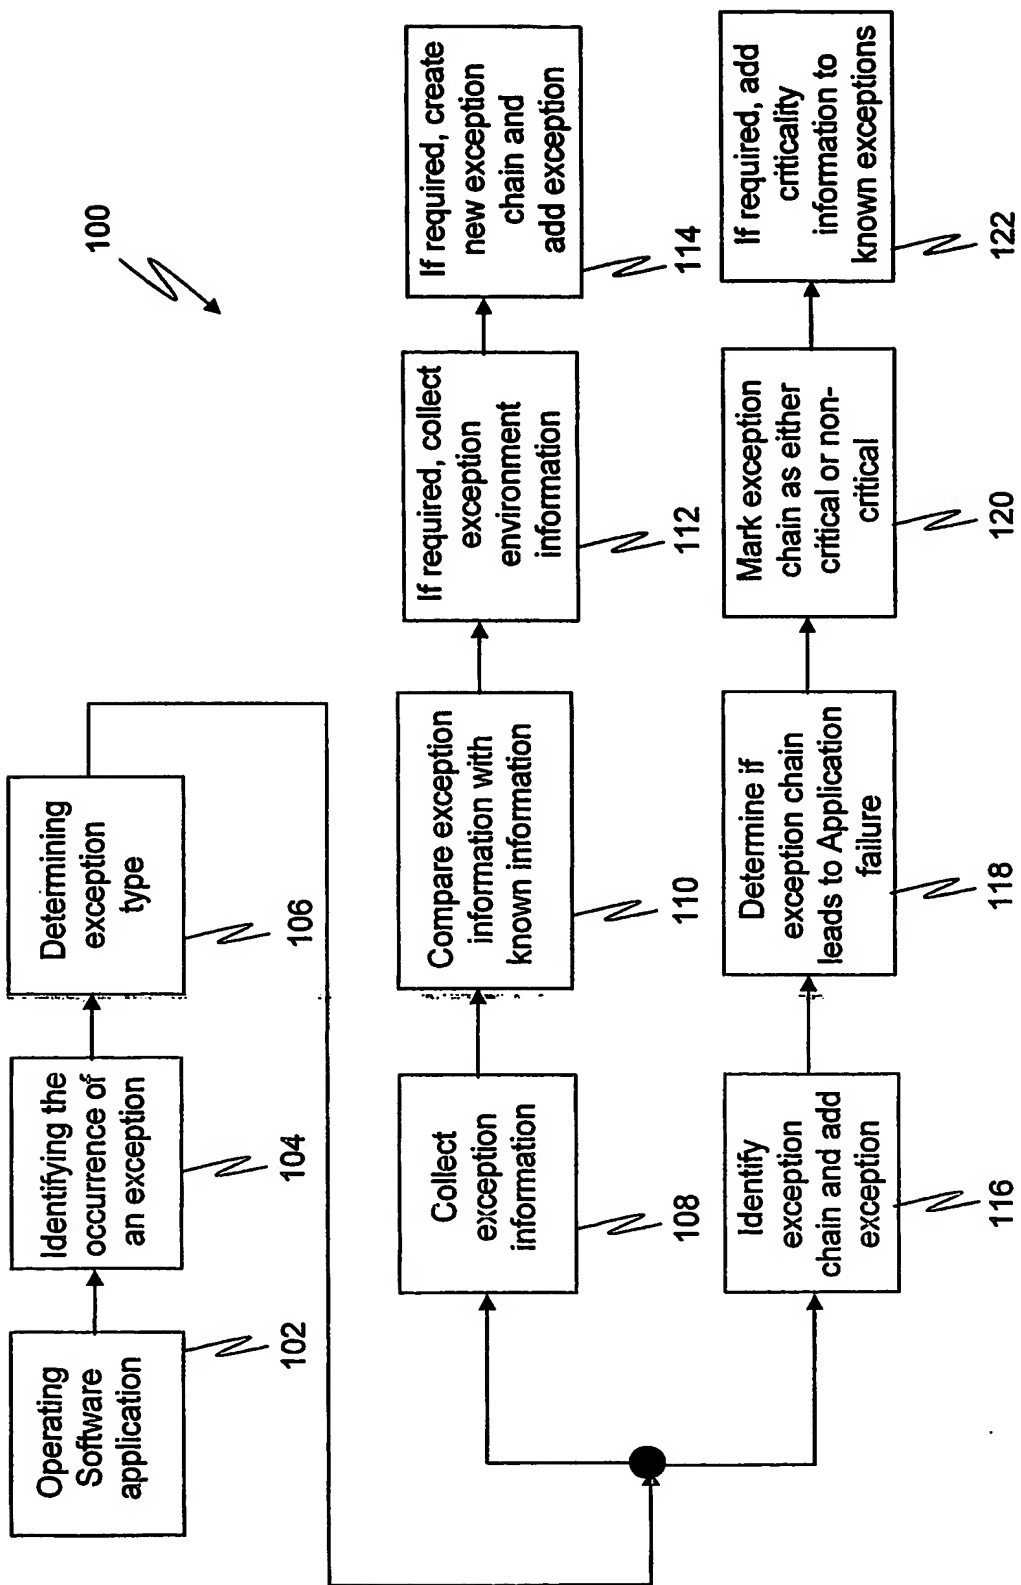 100
Operating
Software
application
102
Identifying the
occurrence of
an exception
104
Determining
exception
type
106
Collect
exception
information
108
Compare exception
information with
known information
110
If required, collect
exception
environment
information
112
If required, create
new exception
chain and
add exception
114
Identify
exception
chain and add
exception
116
Determine if
exception chain
leads to Application
failure
118
Mark exception
chain as either
critical or non-
critical
120
If required, add
criticality
information to
known exceptions
122